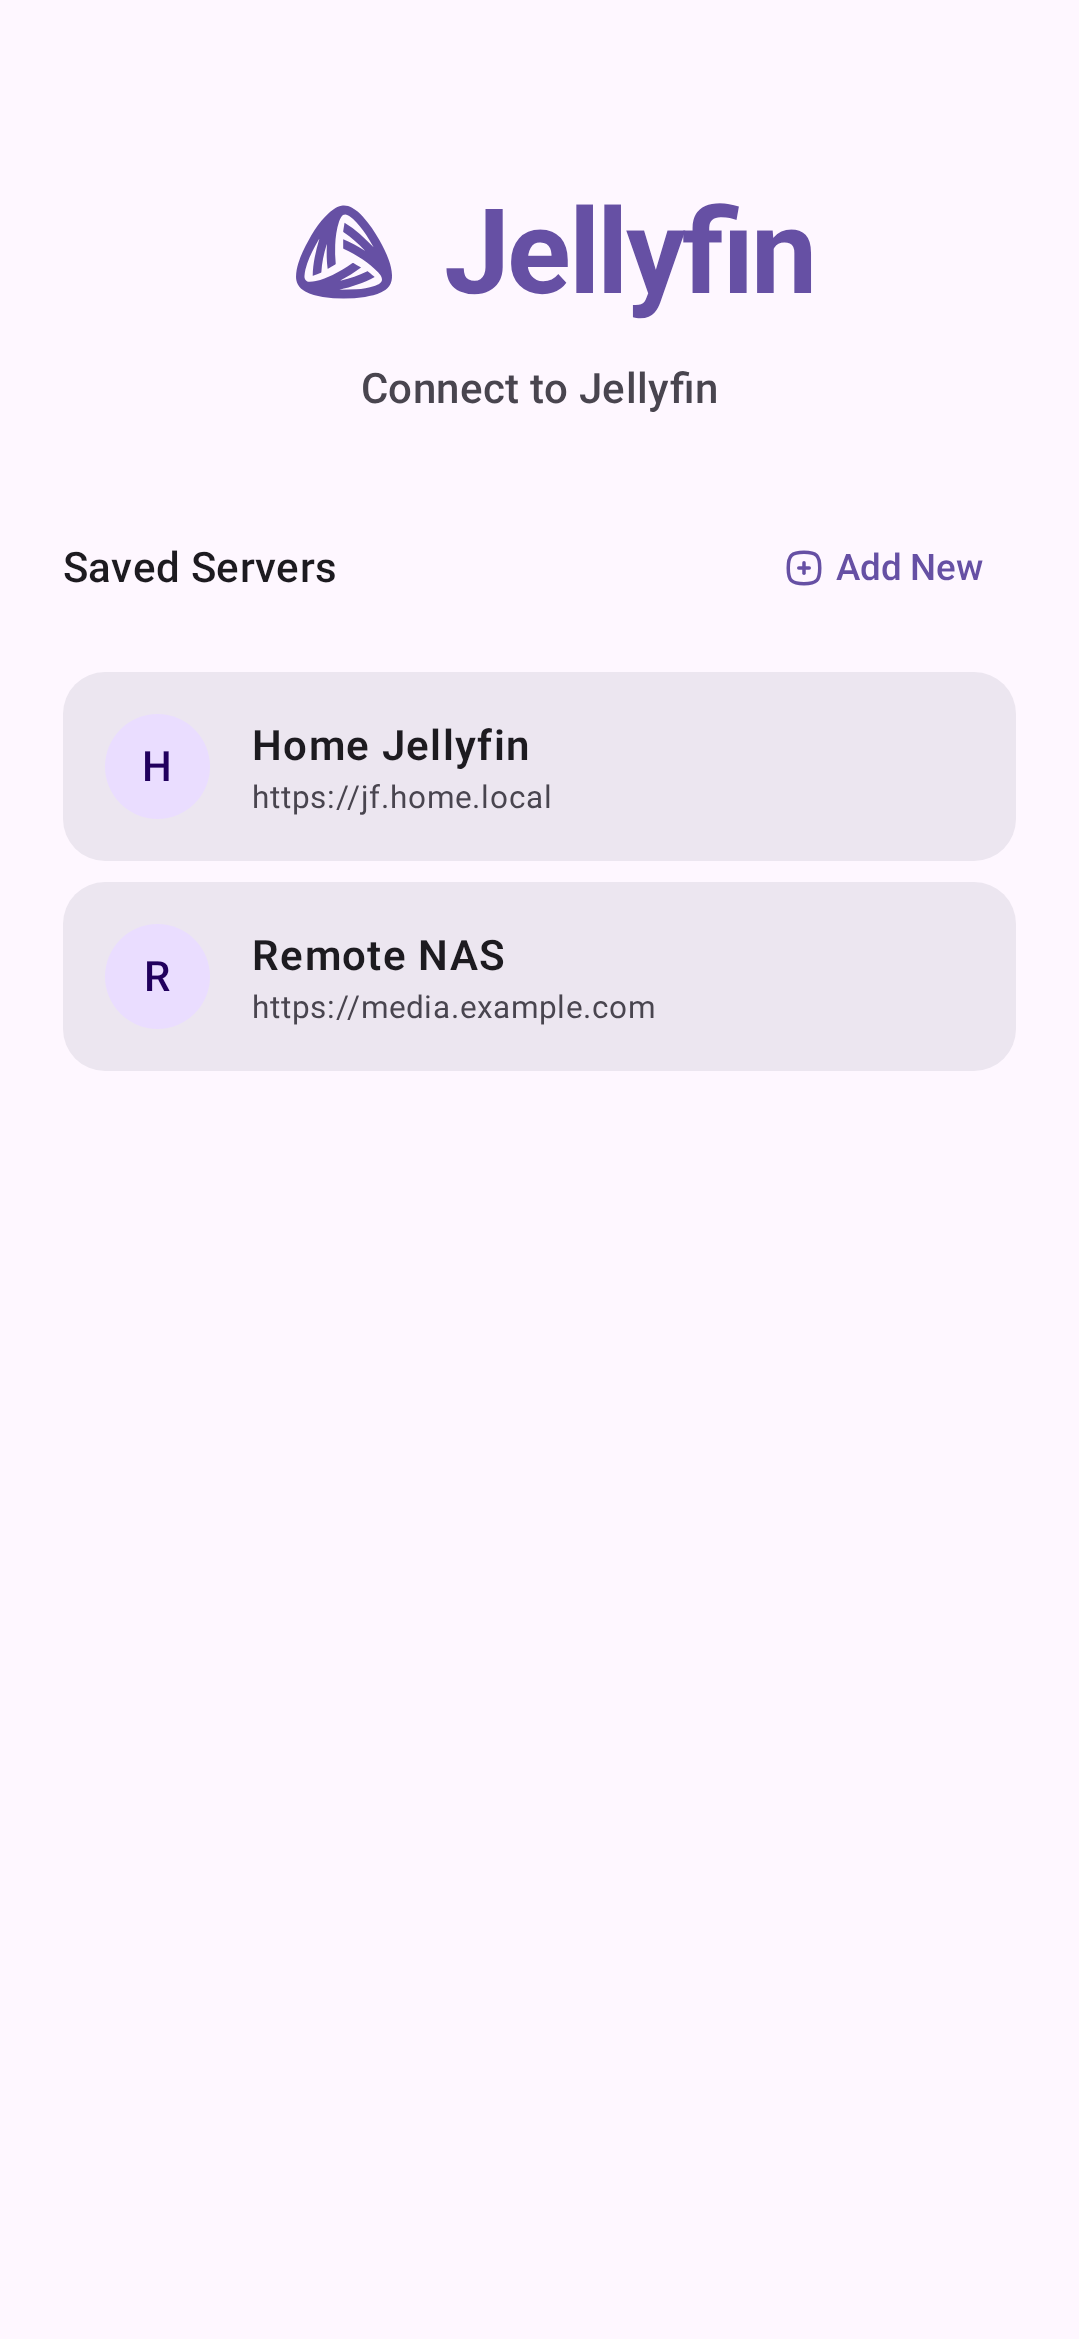 Jellyfin
Connect to Jellyfin
Saved Servers
Add New
H
Home Jellyfin
https://jf.home.local
R
Remote NAS
https://media.example.com